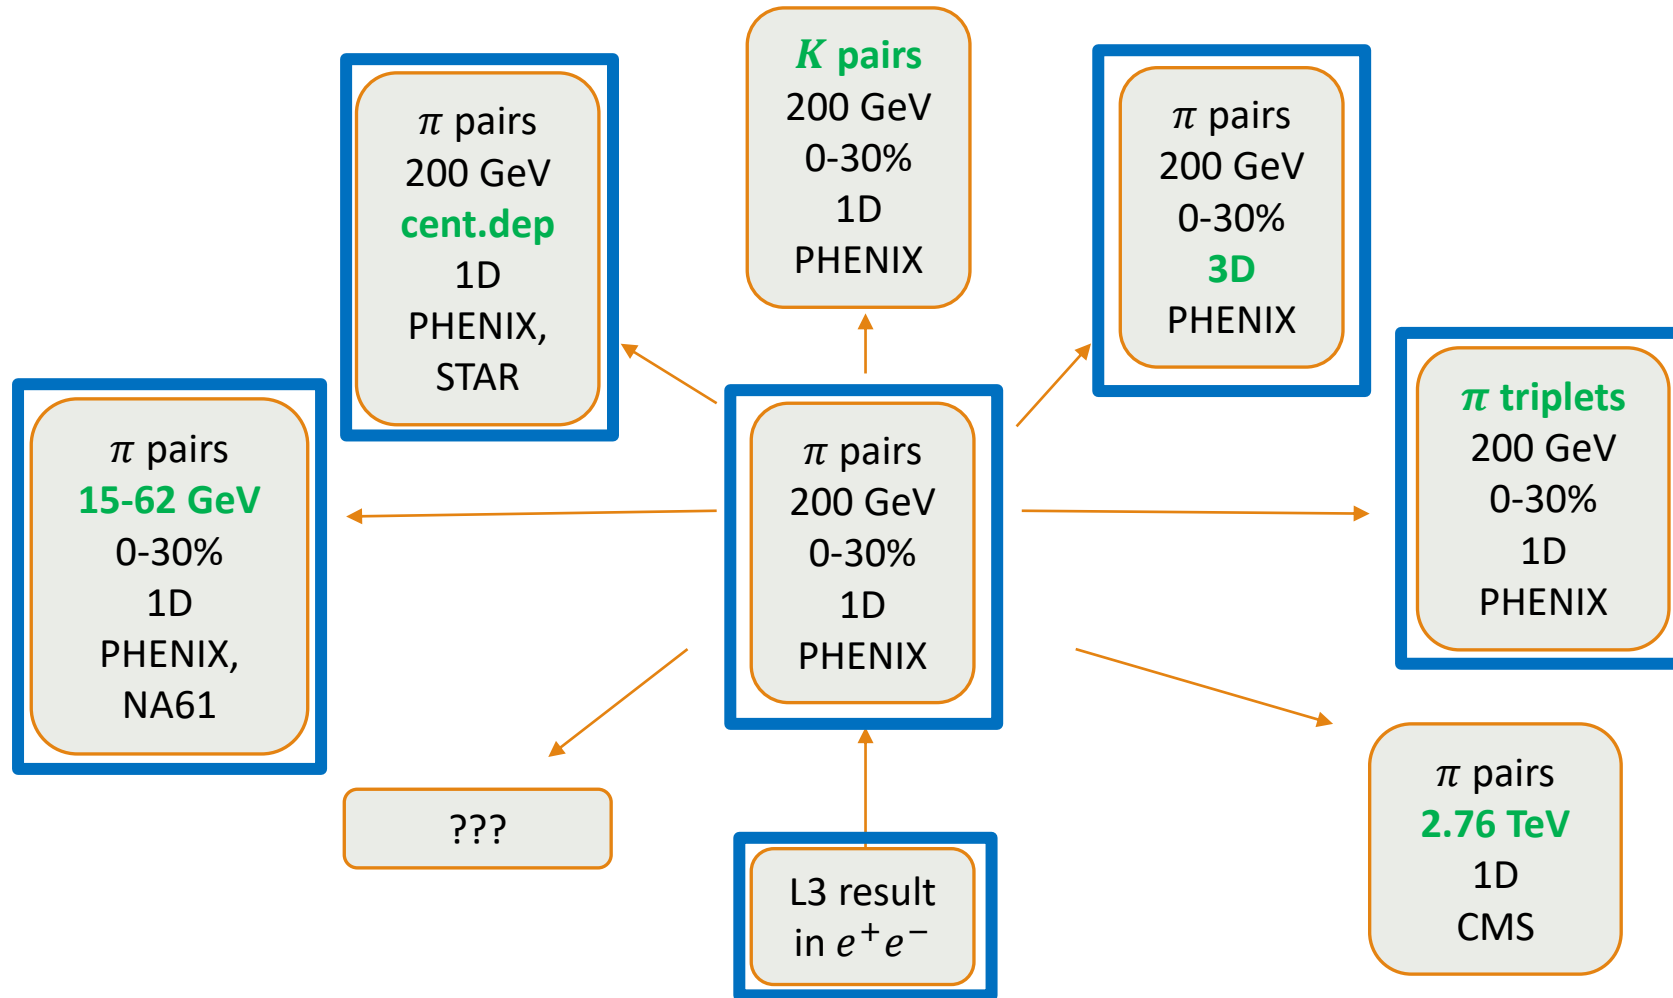 K pairs
200 GeV
0-30%
1D
PHENIX
π pairs
200 GeV
cent.dep
1D
PHENIX,
STAR
π pairs
200 GeV
0-30%
3D
PHENIX
π triplets
200 GeV
0-30%
1D
PHENIX
π pairs
15-62 GeV
0-30%
1D
PHENIX,
NA61
π pairs
200 GeV
0-30%
1D
PHENIX
???
L3 result
in e⁺e⁻
π pairs
2.76 TeV
1D
CMS